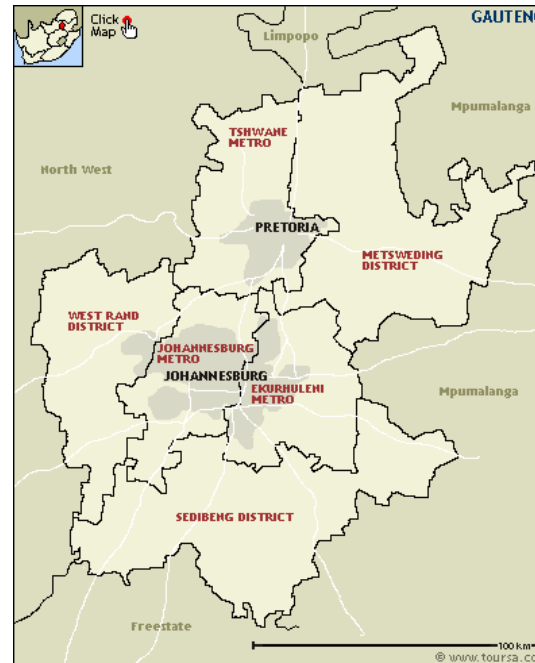 Click
Map
GAUTENG
Limpopo
Mpumalanga
TSHWANE
METRO
North West
PRETORIA
METSWEDING
DISTRICT
WEST RAND
DISTRICT
JOHANNESBURG
METRO
JOHANNESBURG
EKURHULENI
METRO
Mpumalanga
SEDIBENG DISTRICT
Freestate
100 km
© www.toursa.co